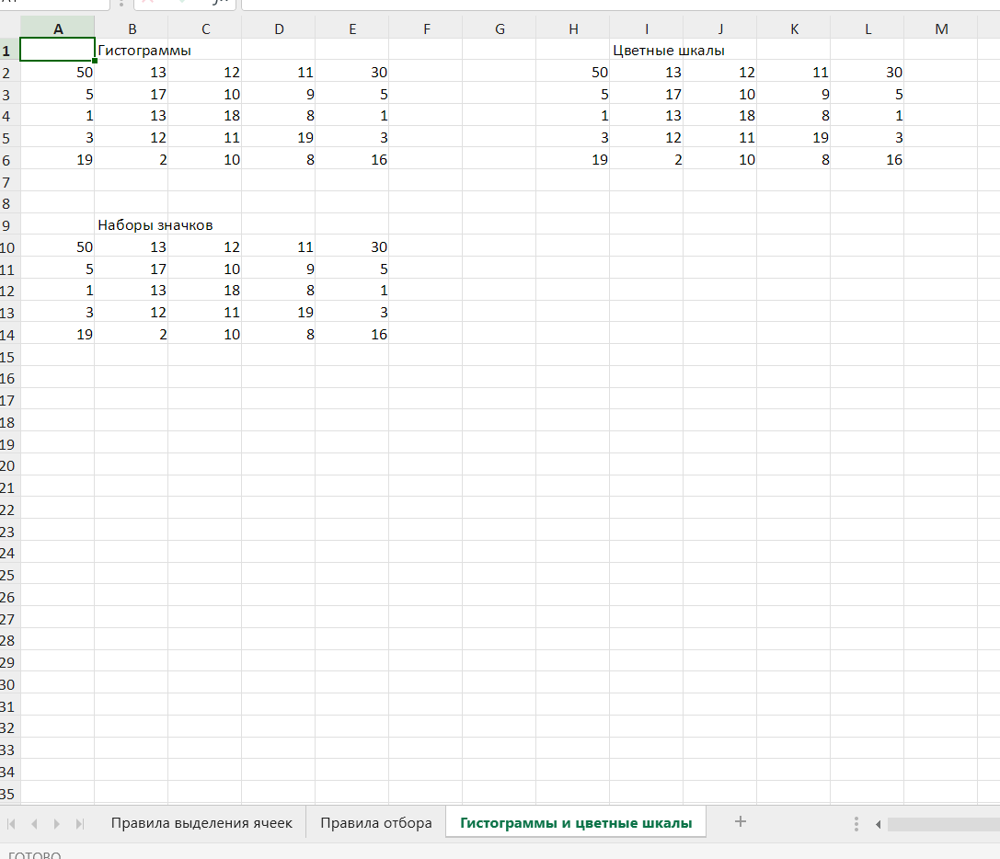 A B C D E F G H I J K L M
1 Гистограммы Цветные шкалы
2 50 13 12 11 30 50 13 12 11 30
3 5 17 10 9 5 5 17 10 9 5
4 1 13 18 8 1 1 13 18 8 1
5 3 12 11 19 3 3 12 11 19 3
6 19 2 10 8 16 19 2 10 8 16
7
8
9 Наборы значков
10 50 13 12 11 30
11 5 17 10 9 5
12 1 13 18 8 1
13 3 12 11 19 3
14 19 2 10 8 16
15
16
17
18
19
20
21
22
23
24
25
26
27
28
29
30
31
32
33
34
35
Правила выделения ячеек Правила отбора Гистограммы и цветные шкалы +
ГОТОВО